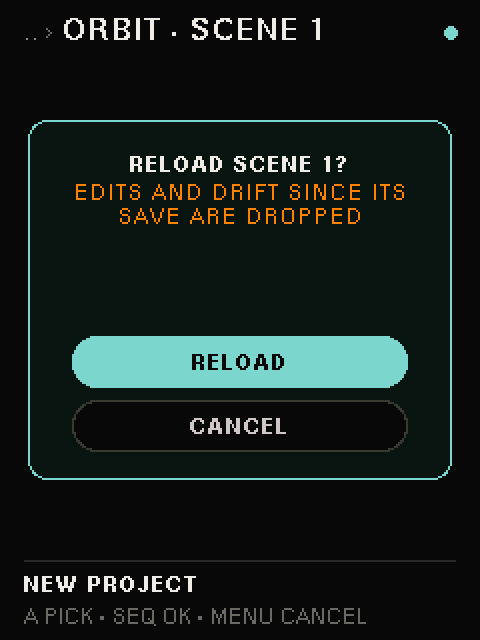 ..› ORBIT · SCENE 1
RELOAD SCENE 1?
EDITS AND DRIFT SINCE ITS
SAVE ARE DROPPED
RELOAD
CANCEL
NEW PROJECT
A PICK · SEQ OK · MENU CANCEL